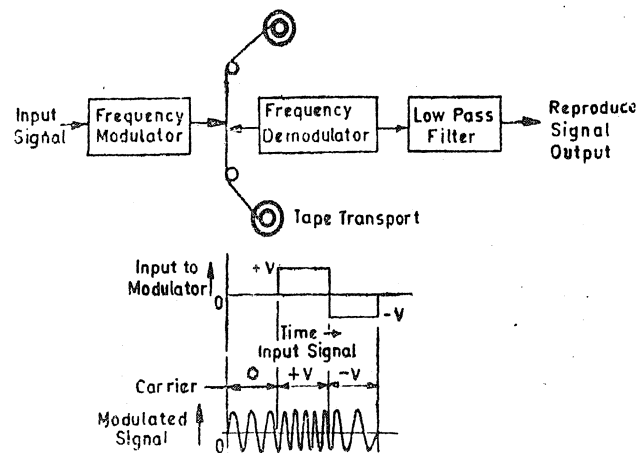 Input
Signal
Frequency
Modulator
Frequency
Demodulator
Low Pass
Filter
Reproduce
Signal
Output
Tape Transport
Input to
Modulator
0
+V
-V
Time →
Input Signal
Carrier
0
+V
-V
Modulated
Signal
0